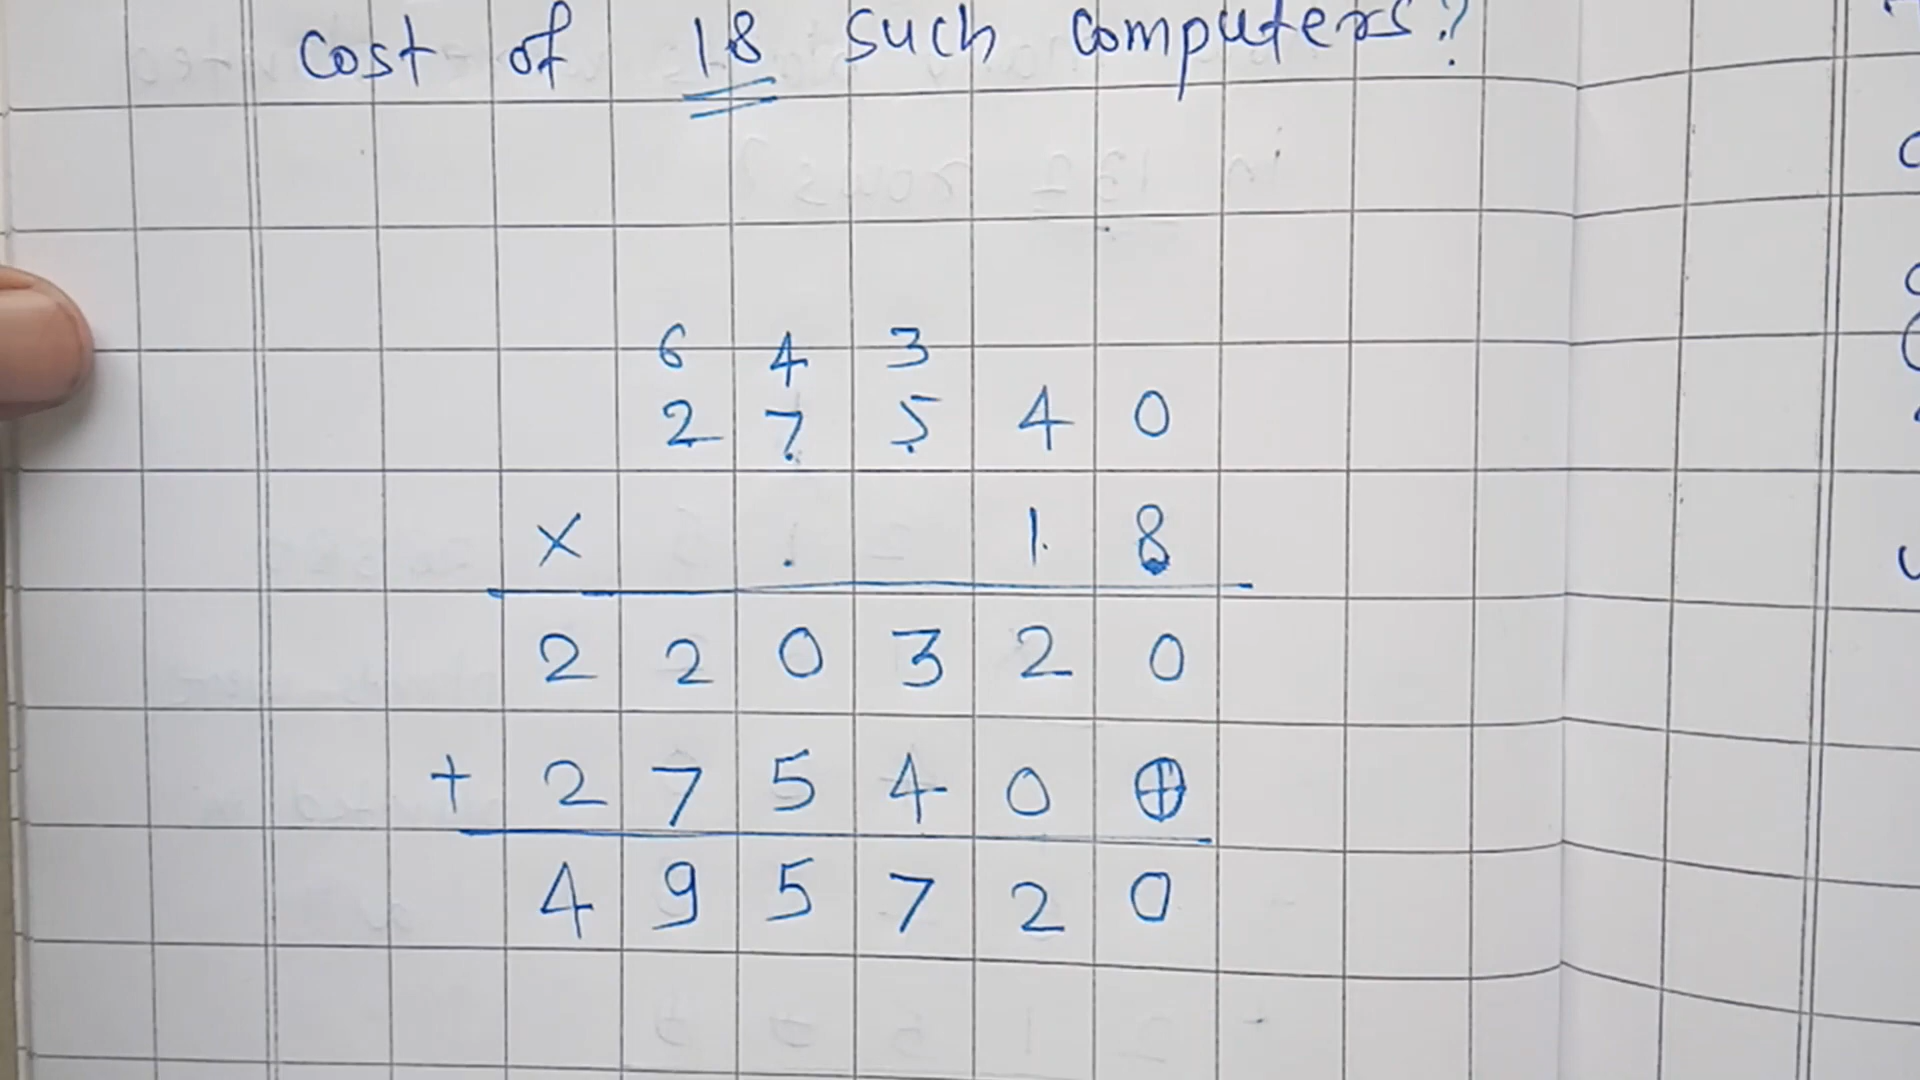 Cost of 18 such computers?
6 4 3
2 7 5 4 0
× 1 8
2 2 0 3 2 0
+ 2 7 5 4 0 0
4 9 5 7 2 0